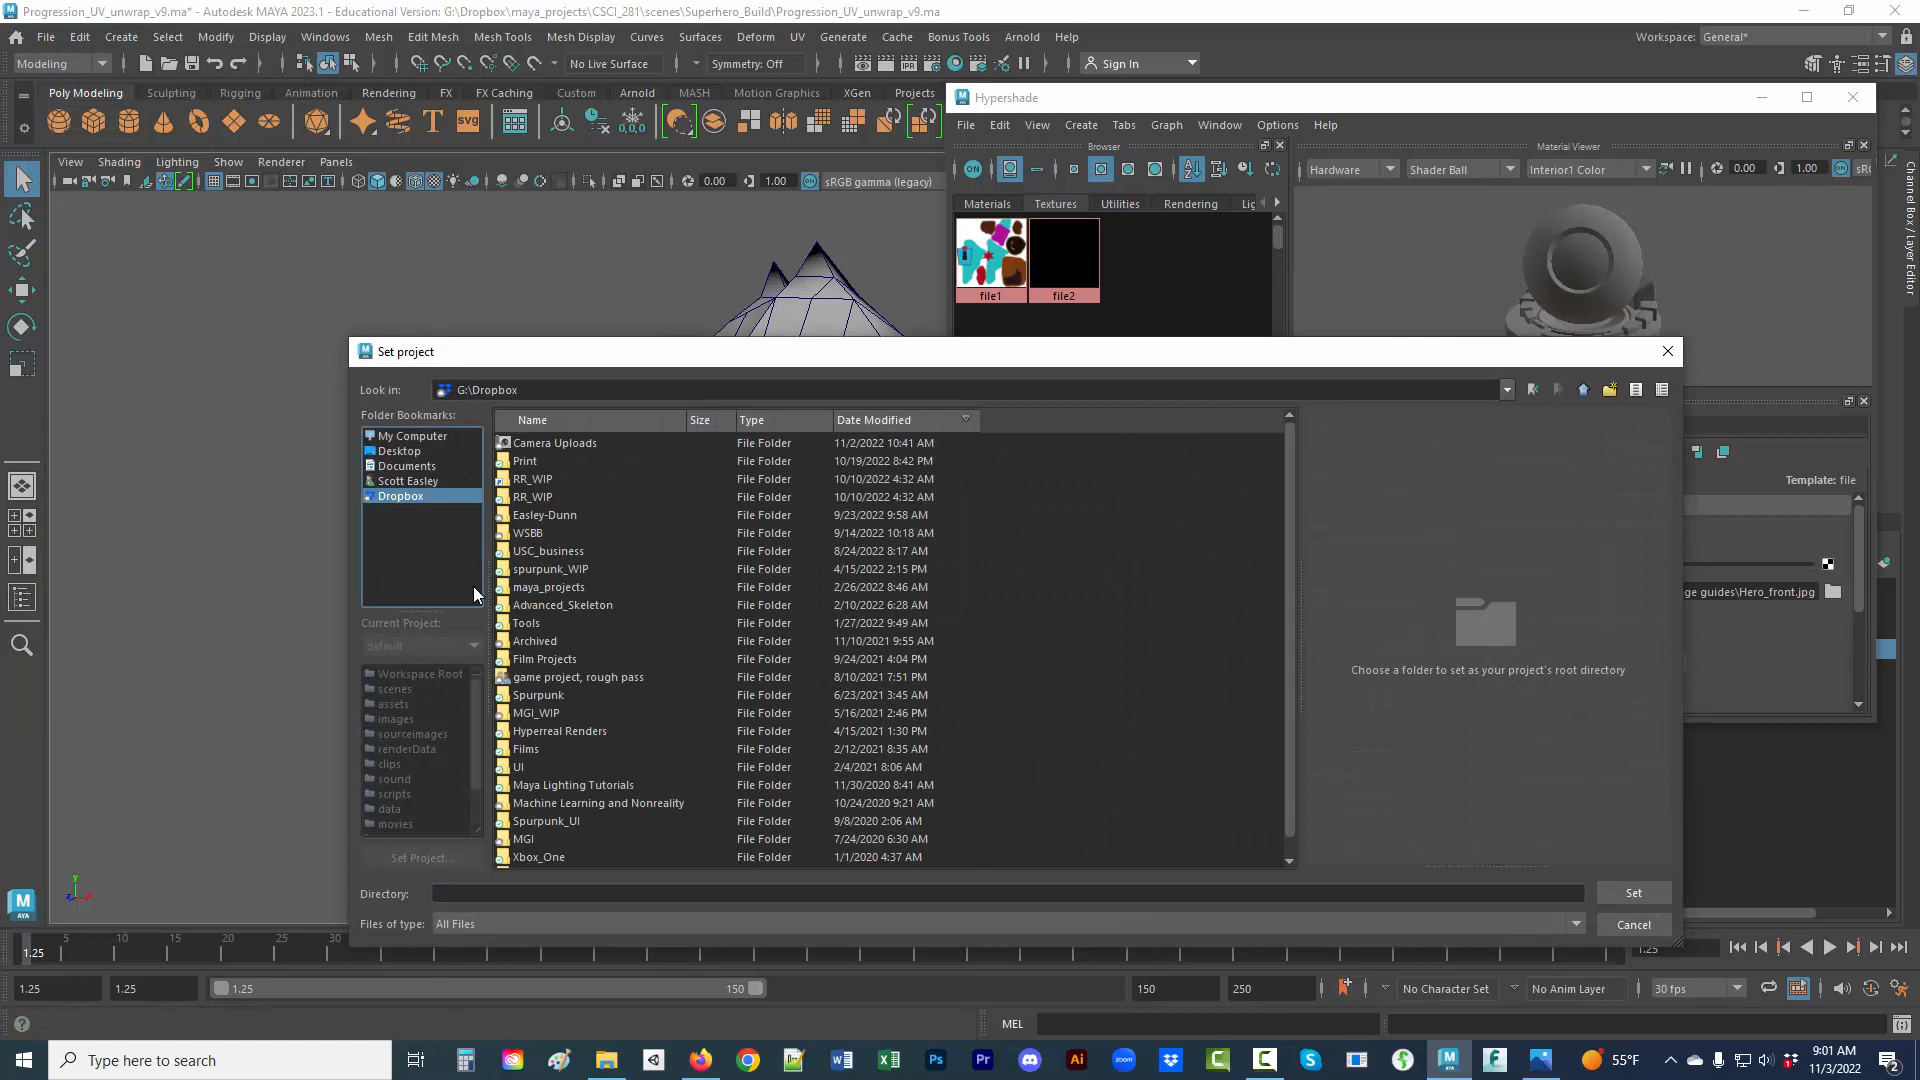 Progression_UV_unwrap_v9.ma* - Autodesk MAYA 2023.1 - Educational Version: G:\Dropbox\maya_projects\CSCI_281\scenes\Superhero_Build\Progression_UV_unwrap_v9.ma
File Edit Create Select Modify Display Windows Mesh Edit Mesh Mesh Tools Mesh Display Curves Surfaces Deform UV Generate Cache Bonus Tools Arnold Help Workspace: General*
Modeling No Live Surface Symmetry: Off Sign In
Poly Modeling Sculpting Rigging Animation Rendering FX FX Caching Custom Arnold MASH Motion Graphics XGen Projects
T svg 0,0,0
View Shading Lighting Show Renderer Panels
0.00 1.00 sRGB gamma (legacy)
Hypershade
File Edit View Create Tabs Graph Window Options Help
Browser Material Viewer
Hardware Shader Ball Interior1 Color 0.00 1.00 sRG
Materials Textures Utilities Rendering Lig
file1 file2
Channel Box / Layer Editor
Template: file
ge guides\Hero_front.jpg
Set project
Look in: G:\Dropbox
Folder Bookmarks:
My Computer
Desktop
Documents
Scott Easley
Dropbox
Current Project:
default
Workspace Root
scenes
assets
images
sourceimages
renderData
clips
sound
scripts
data
movies
Set Project...
Name Size Type Date Modified
Camera Uploads File Folder 11/2/2022 10:41 AM
Print File Folder 10/19/2022 8:42 PM
RR_WIP File Folder 10/10/2022 4:32 AM
RR_WIP File Folder 10/10/2022 4:32 AM
Easley-Dunn File Folder 9/23/2022 9:58 AM
WSBB File Folder 9/14/2022 10:18 AM
USC_business File Folder 8/24/2022 8:17 AM
spurpunk_WIP File Folder 4/15/2022 2:15 PM
maya_projects File Folder 2/26/2022 8:46 AM
Advanced_Skeleton File Folder 2/10/2022 6:28 AM
Tools File Folder 1/27/2022 9:49 AM
Archived File Folder 11/10/2021 9:55 AM
Film Projects File Folder 9/24/2021 4:04 PM
game project, rough pass File Folder 8/10/2021 7:51 PM
Spurpunk File Folder 6/23/2021 3:45 AM
MGI_WIP File Folder 5/16/2021 2:46 PM
Hyperreal Renders File Folder 4/15/2021 1:30 PM
Films File Folder 2/12/2021 8:35 AM
UI File Folder 2/4/2021 8:06 AM
Maya Lighting Tutorials File Folder 11/30/2020 8:41 AM
Machine Learning and Nonreality File Folder 10/24/2020 9:21 AM
Spurpunk_UI File Folder 9/8/2020 2:06 AM
MGI File Folder 7/24/2020 6:30 AM
Xbox_One File Folder 1/1/2020 4:37 AM
Choose a folder to set as your project's root directory
Directory: Set
Files of type: All Files Cancel
1.25 5 10 15 20 25 30 1.25
1.25 1.25 1.25 150 150 250 No Character Set No Anim Layer 30 fps
MEL
Type here to search 55°F 9:01 AM
11/3/2022